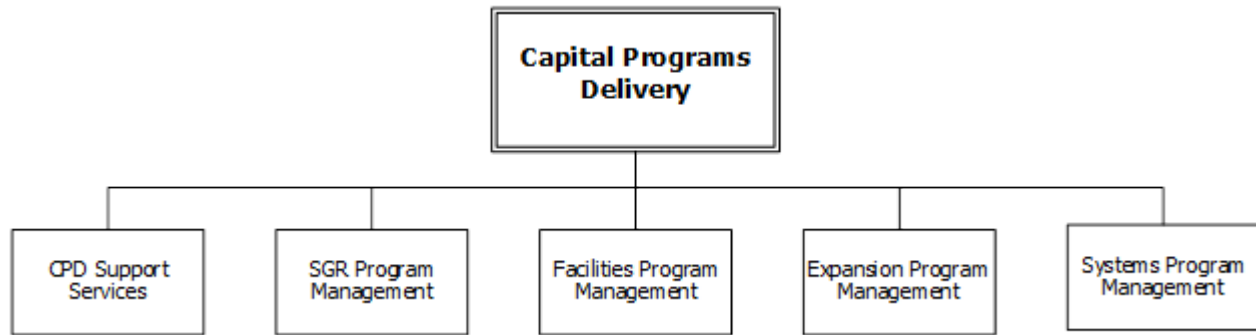 Capital Programs
Delivery
CPD Support
Services
SGR Program
Management
Facilities Program
Management
Expansion Program
Management
Systems Program
Management